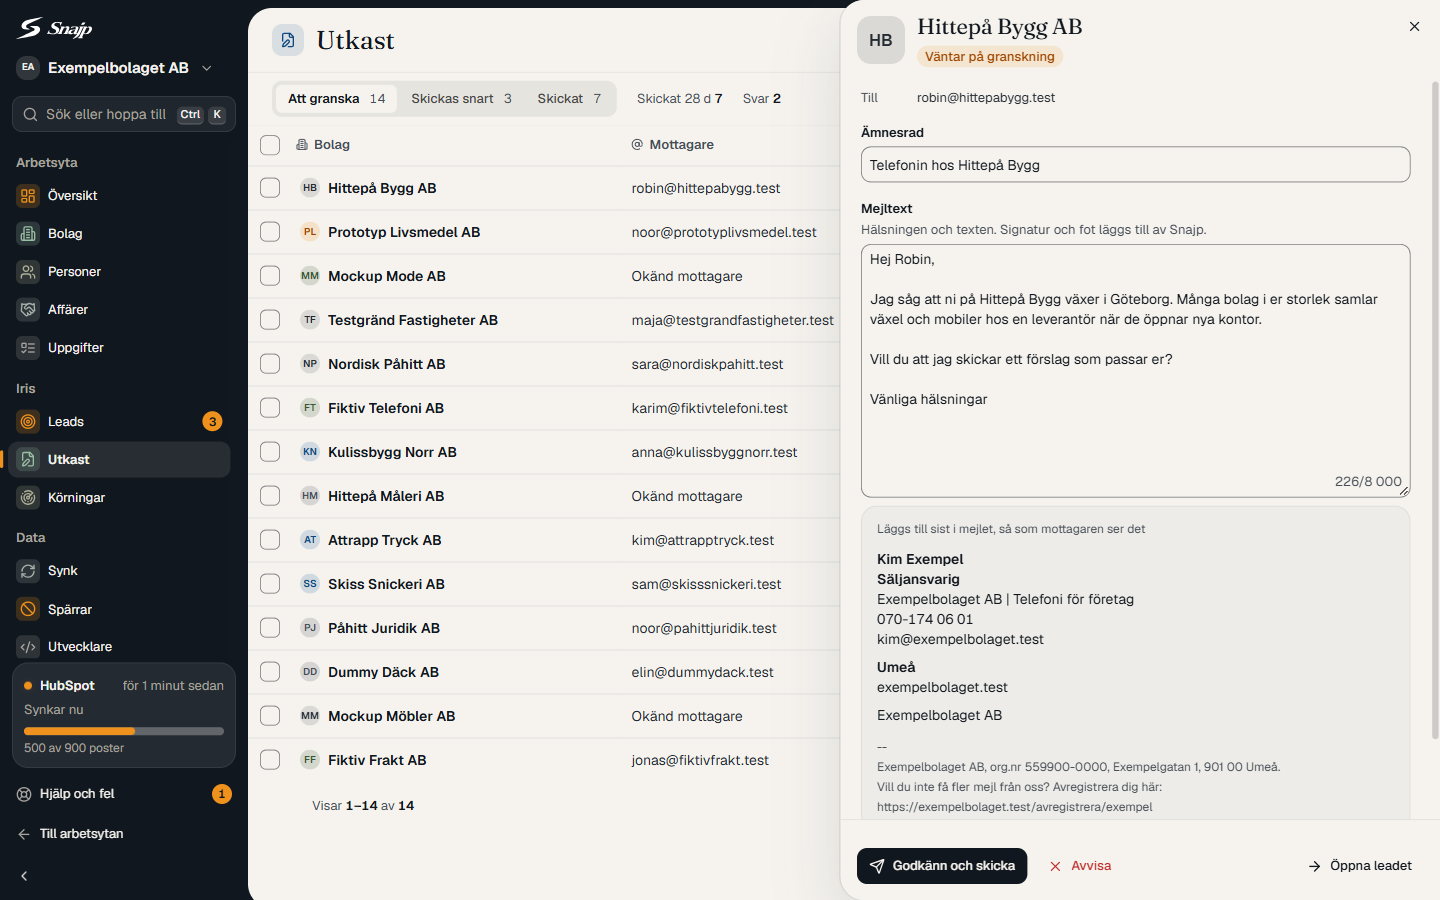 Snajp
EA Exempelbolaget AB
Sök eller hoppa till Ctrl K
Arbetsyta
Översikt
Bolag
Personer
Affärer
Uppgifter
Iris
Leads 3
Utkast
Körningar
Data
Synk
Spärrar
Utvecklare
HubSpot för 1 minut sedan
Synkar nu
500 av 900 poster
Hjälp och fel 1
Till arbetsytan
Utkast
Att granska 14 Skickas snart 3 Skickat 7 Skickat 28 d 7 Svar 2
Bolag Mottagare
HB Hittepå Bygg AB robin@hittepabygg.test
PL Prototyp Livsmedel AB noor@prototyplivsmedel.test
MM Mockup Mode AB Okänd mottagare
TF Testgränd Fastigheter AB maja@testgrandfastigheter.test
NP Nordisk Påhitt AB sara@nordiskpahitt.test
FT Fiktiv Telefoni AB karim@fiktivtelefoni.test
KN Kulissbygg Norr AB anna@kulissbyggnorr.test
HM Hittepå Måleri AB Okänd mottagare
AT Attrapp Tryck AB kim@attrapptryck.test
SS Skiss Snickeri AB sam@skisssnickeri.test
PJ Påhitt Juridik AB noor@pahittjuridik.test
DD Dummy Däck AB elin@dummydack.test
MM Mockup Möbler AB Okänd mottagare
FF Fiktiv Frakt AB jonas@fiktivfrakt.test
Visar 1–14 av 14
HB Hittepå Bygg AB
Väntar på granskning
Till robin@hittepabygg.test
Ämnesrad
Telefonin hos Hittepå Bygg
Mejltext
Hälsningen och texten. Signatur och fot läggs till av Snajp.
Hej Robin,
Jag såg att ni på Hittepå Bygg växer i Göteborg. Många bolag i er storlek samlar
växel och mobiler hos en leverantör när de öppnar nya kontor.
Vill du att jag skickar ett förslag som passar er?
Vänliga hälsningar
226/8 000
Läggs till sist i mejlet, så som mottagaren ser det
Kim Exempel
Säljansvarig
Exempelbolaget AB | Telefoni för företag
070-174 06 01
kim@exempelbolaget.test
Umeå
exempelbolaget.test
Exempelbolaget AB
--
Exempelbolaget AB, org.nr 559900-0000, Exempelgatan 1, 901 00 Umeå.
Vill du inte få fler mejl från oss? Avregistrera dig här:
https://exempelbolaget.test/avregistrera/exempel
Godkänn och skicka Avvisa Öppna leadet